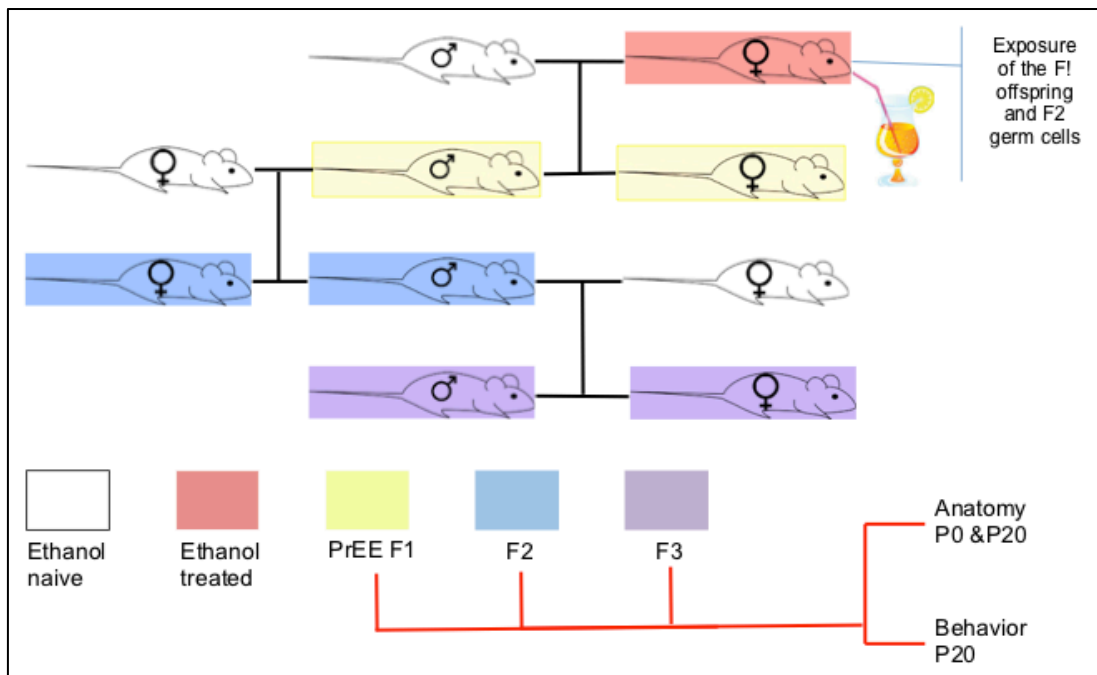 Exposure
of the F!
offspring
and F2
germ cells
Ethanol
naive
Ethanol
treated
PrEE F1
F2
F3
Anatomy
P0 &P20
Behavior
P20